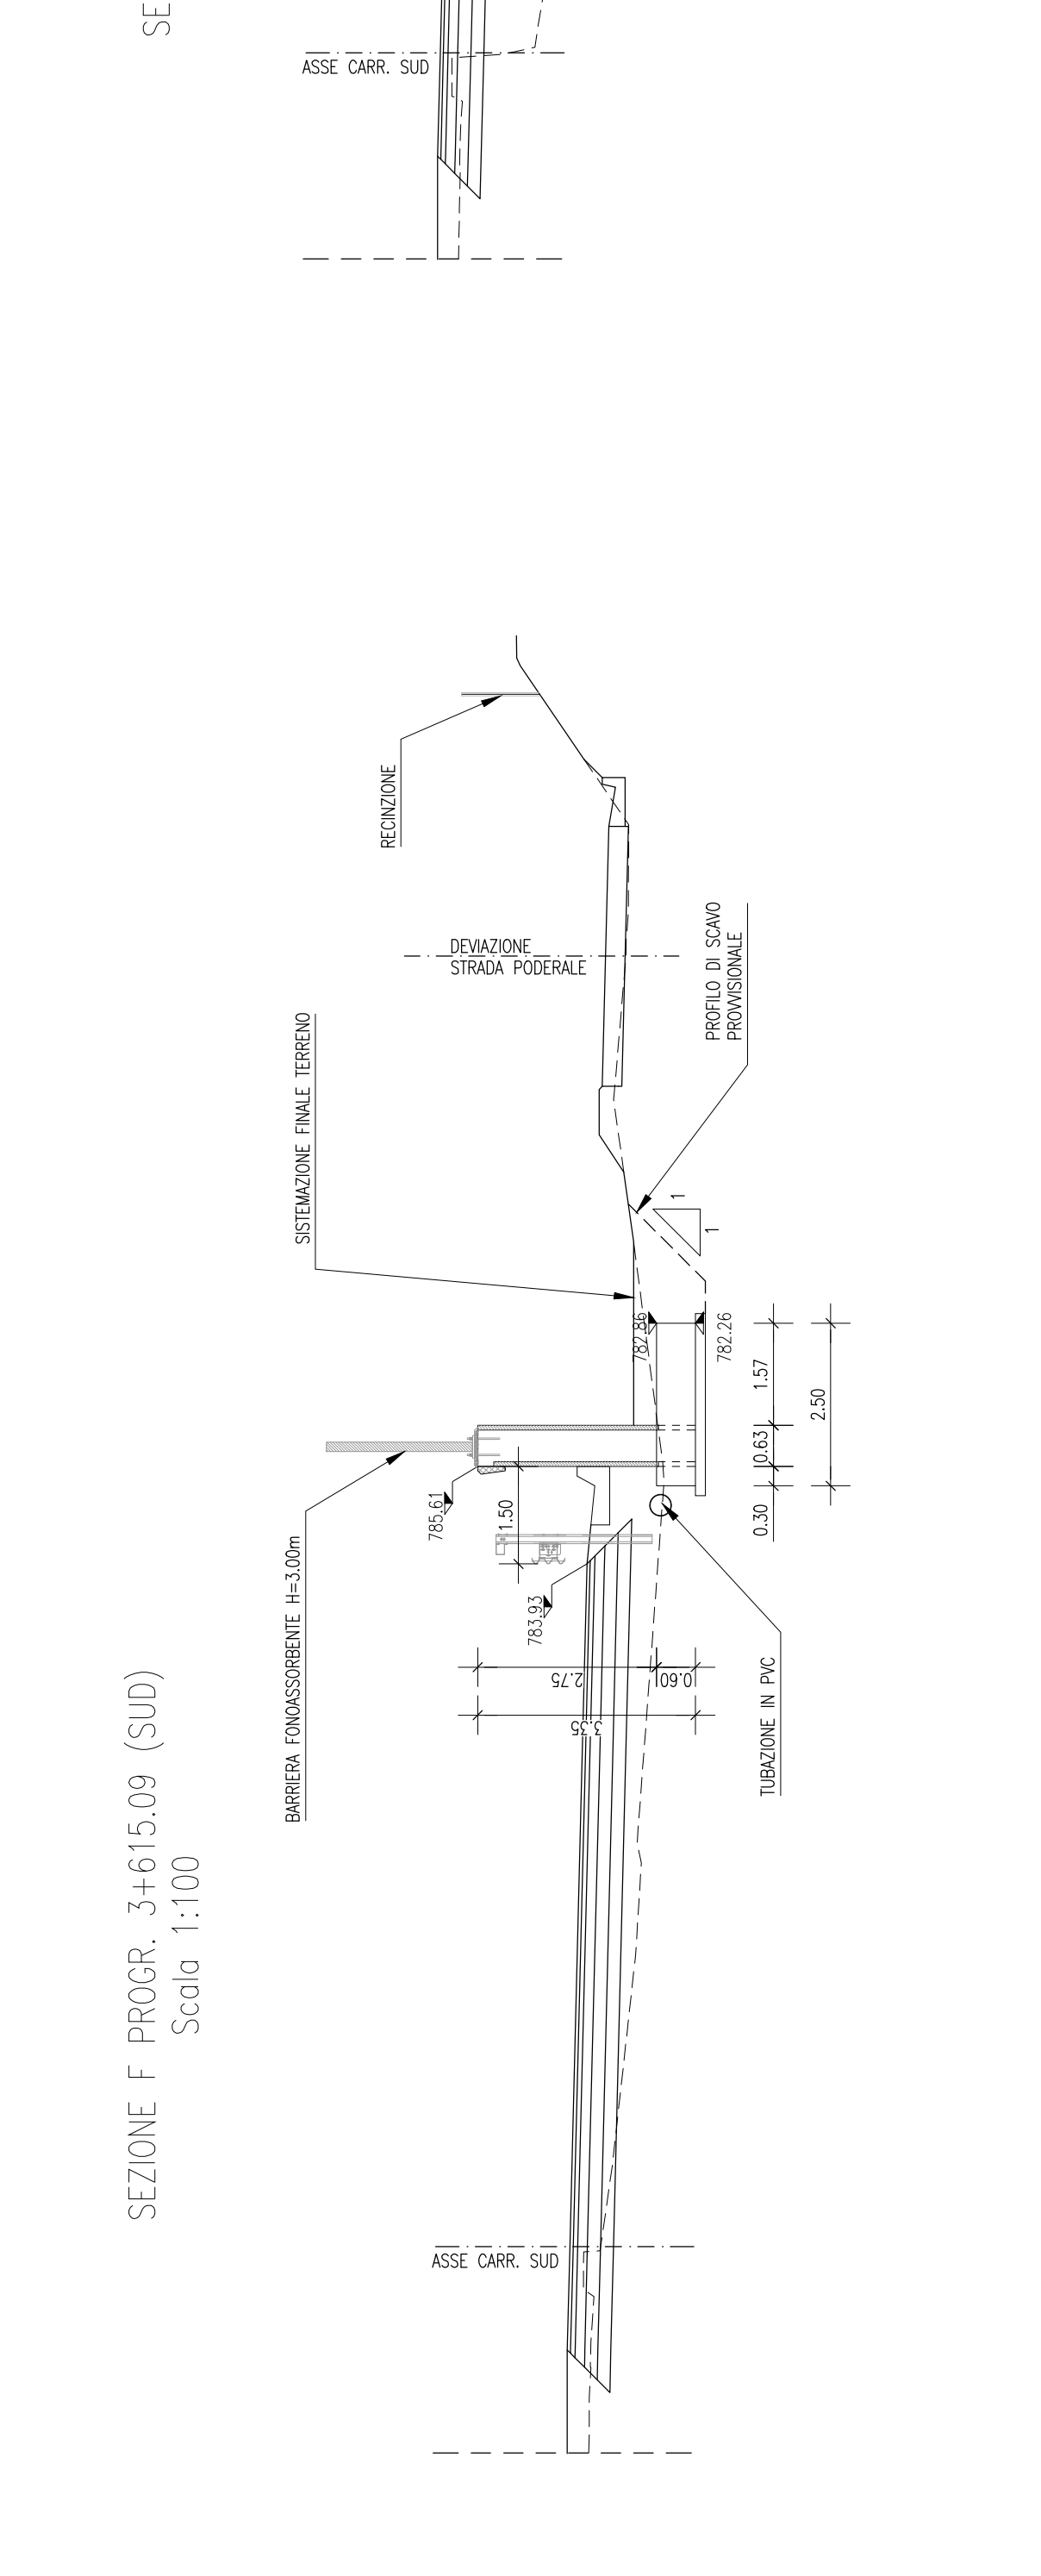 SE
ASSE CARR. SUD
SEZIONE F PROGR. 3+615.09 (SUD)
Scala 1:100
BARRIERA FONOASSORBENTE H=3.00m
SISTEMAZIONE FINALE TERRENO
RECINZIONE
DEVIAZIONE
STRADA PODERALE
PROFILO DI SCAVO
PROVVISIONALE
TUBAZIONE IN PVC
ASSE CARR. SUD
785.61
783.93
1.50
782.86
782.26
1
1
2.75
0.60
3.35
0.30
0.63
1.57
2.50